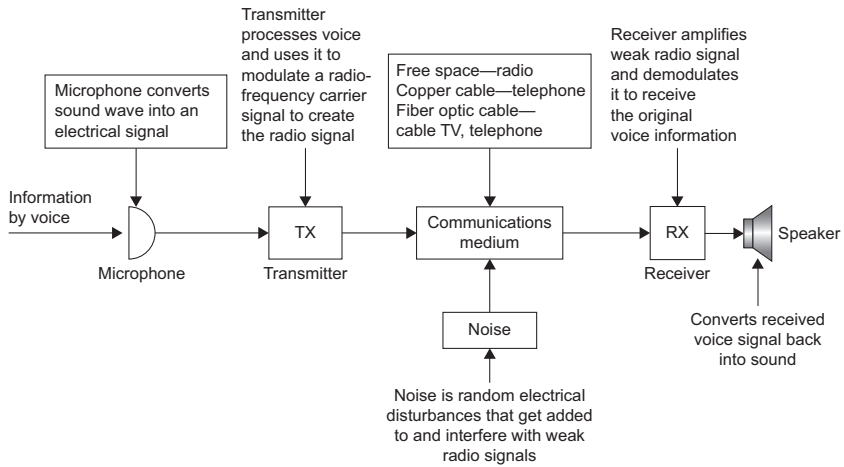 Transmitter
processes voice
and uses it to
modulate a radio-
frequency carrier
signal to create
the radio signal
Receiver amplifies
weak radio signal
and demodulates
it to receive
the original
voice information
Microphone converts
sound wave into an
electrical signal
Free space—radio
Copper cable—telephone
Fiber optic cable—
cable TV, telephone
Information
by voice
TX
Communications
medium
RX
Speaker
Microphone
Transmitter
Receiver
Noise
Converts received
voice signal back
into sound
Noise is random electrical
disturbances that get added
to and interfere with weak
radio signals